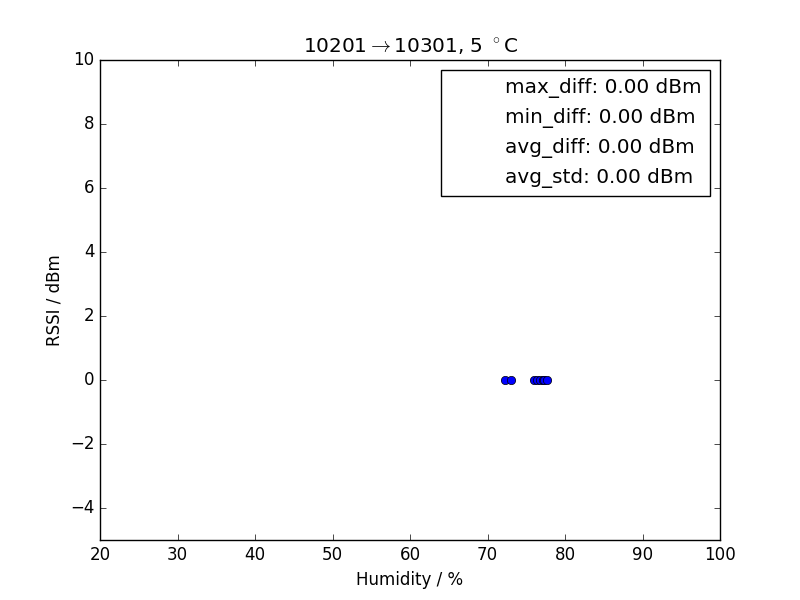 10201→10301, 5 °C
max_diff: 0.00 dBm
min_diff: 0.00 dBm
avg_diff: 0.00 dBm
avg_std: 0.00 dBm
RSSI / dBm
10
8
6
4
2
0
−2
−4
20 30 40 50 60 70 80 90 100
Humidity / %